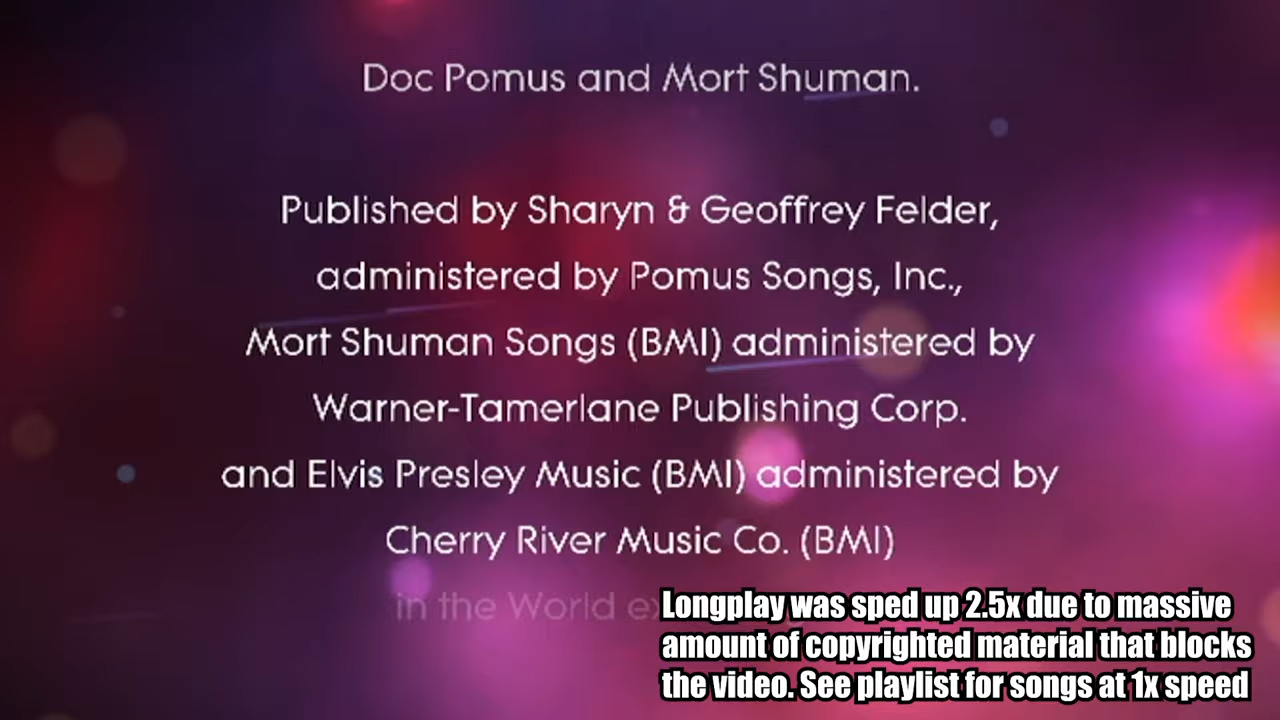 Doc Pomus and Mort Shuman.
Published by Sharyn & Geoffrey Felder,
administered by Pomus Songs, Inc.,
Mort Shuman Songs (BMI) administered by
Warner-Tamerlane Publishing Corp.
and Elvis Presley Music (BMI) administered by
Cherry River Music Co. (BMI)
in the World
Longplay was sped up 2.5x due to massive
amount of copyrighted material that blocks
the video. See playlist for songs at 1x speed